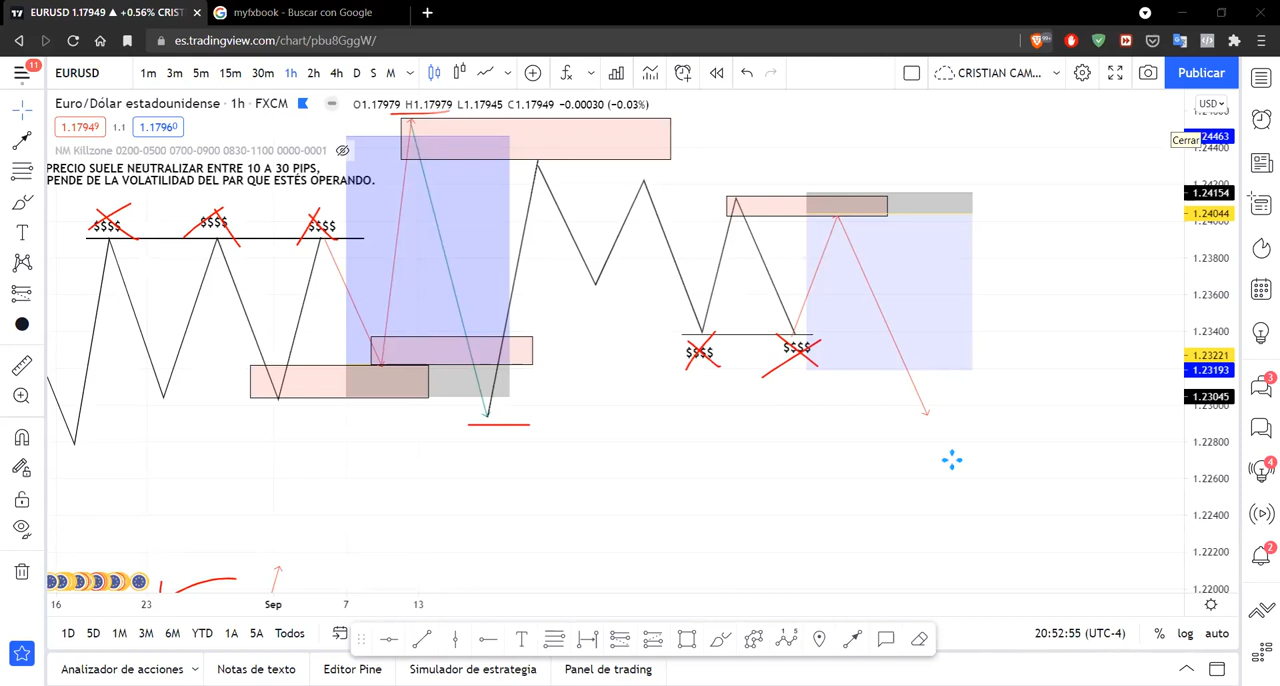 EURUSD 1.17949 ▲ +0.56% CRIST
myfxbook - Buscar con Google
es.tradingview.com/chart/pbu8GggW/
99+
11
EURUSD
1m 3m 5m 15m 30m 1h 2h 4h D S M
CRISTIAN CAM...
Publicar
Euro/Dólar estadounidense · 1h · FXCM
O1.17979 H1.17979 L1.17945 C1.17949 −0.00030 (−0.03%)
USD
1.17949 1.1 1.17960
NM Killzone 0200-0500 0700-0900 0830-1100 0000-0001
PRECIO SUELE NEUTRALIZAR ENTRE 10 A 30 PIPS,
PENDE DE LA VOLATILIDAD DEL PAR QUE ESTÉS OPERANDO.
Cerrar
$$$$ $$$$ $$$$
$$$$ $$$$
1.24463
1.24400
1.24154
1.24044
1.23800
1.23600
1.23400
1.23221
1.23193
1.23045
1.22800
1.22600
1.22400
1.22200
1.22000
3
4
2
16 23 Sep 7 13
1D 5D 1M 3M 6M YTD 1A 5A Todos
20:52:55 (UTC-4) % log auto
Analizador de acciones Notas de texto Editor Pine Simulador de estrategia Panel de trading